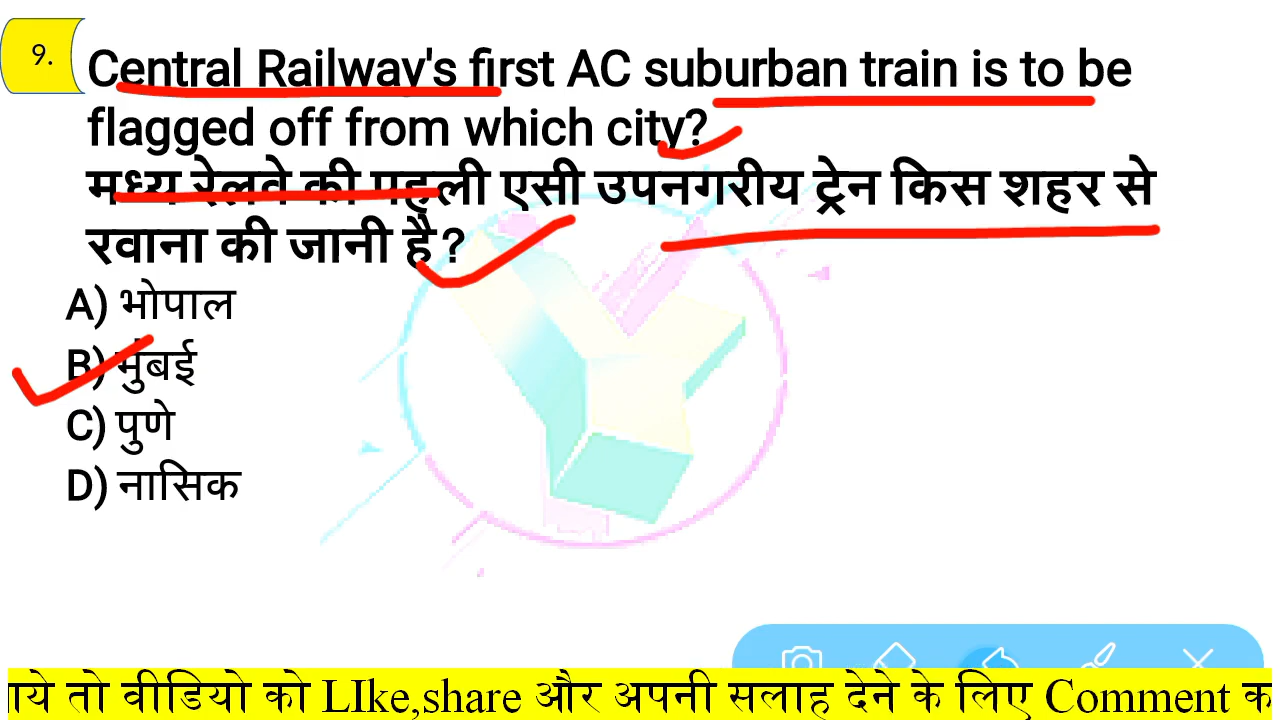 9.
Central Railway's first AC suburban train is to be
flagged off from which city?
मध्य रेलवे की पहली एसी उपनगरीय ट्रेन किस शहर से
रवाना की जानी है ?
A) भोपाल
B) मुंबई
C) पुणे
D) नासिक
तो वीडियो को LIke,share और अपनी सलाह देने के लिए Comment